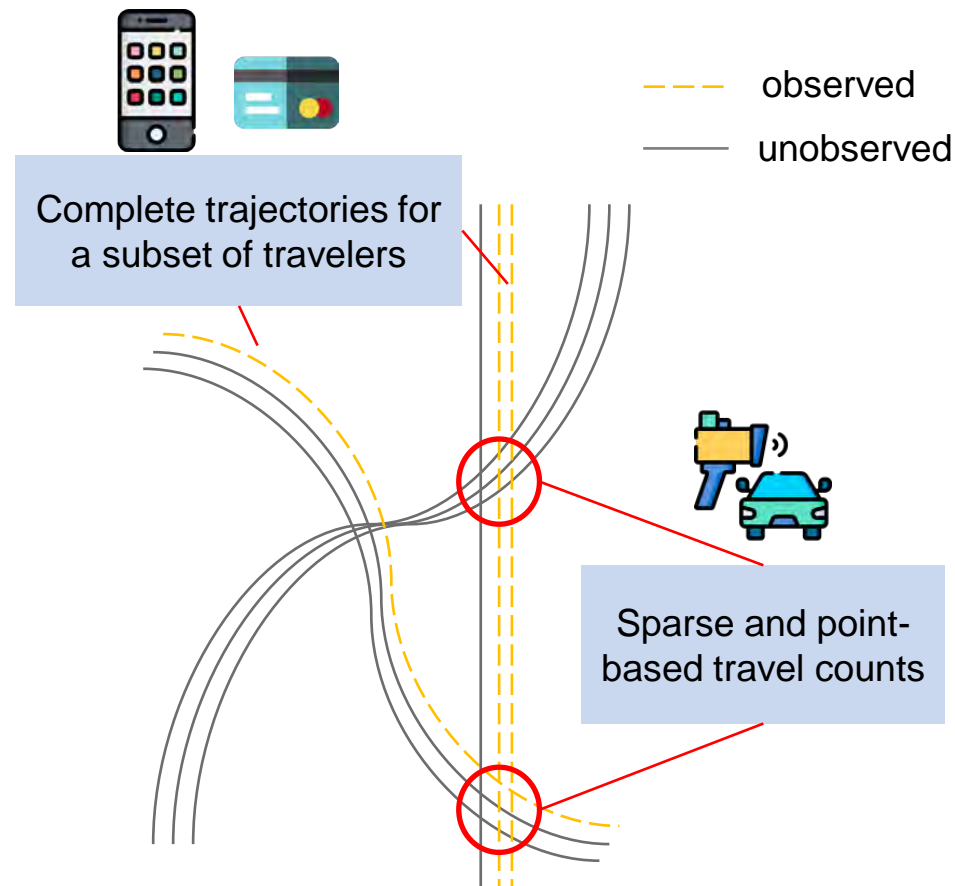 observed
unobserved
Complete trajectories for
a subset of travelers
Sparse and point-
based travel counts